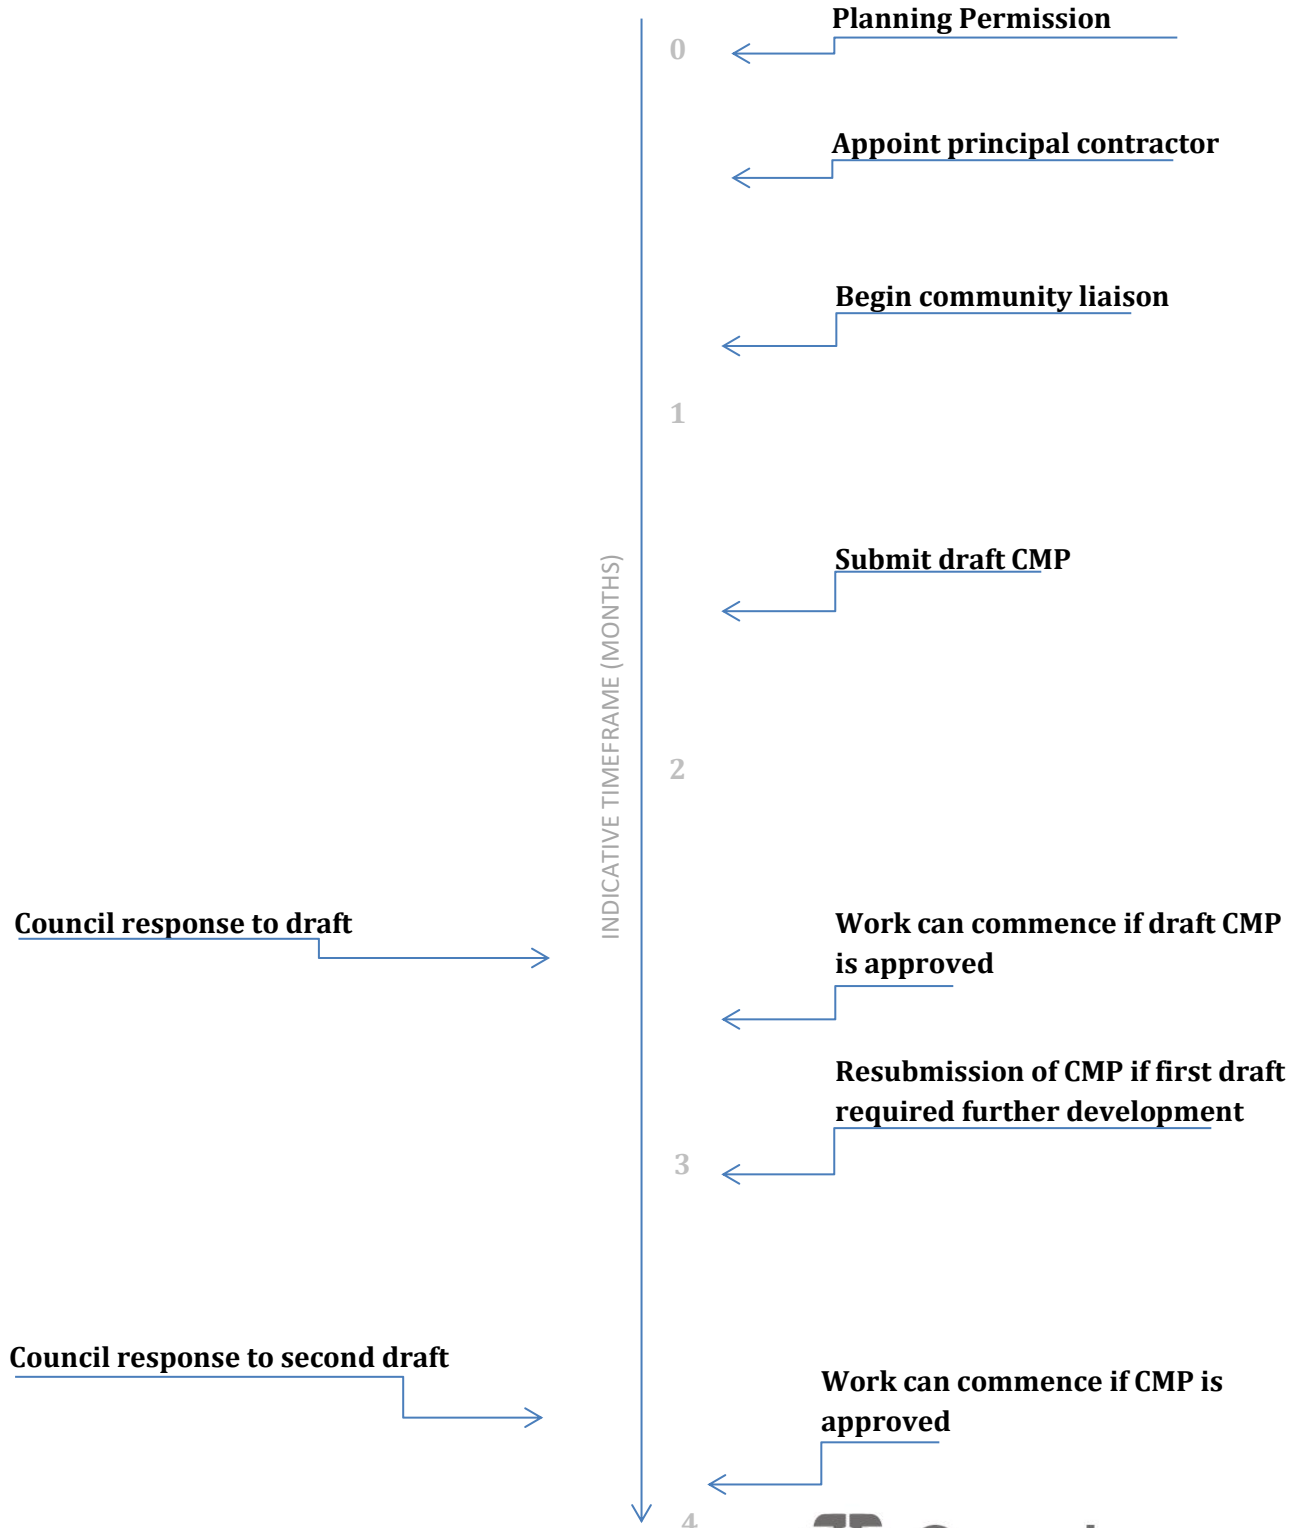 Planning Permission
0
Appoint principal contractor
Begin community liaison
1
Submit draft CMP
INDICATIVE TIMEFRAME (MONTHS)
2
Council response to draft
Work can commence if draft CMP
is approved
Resubmission of CMP if first draft
required further development
3
Council response to second draft
Work can commence if CMP is
approved
4